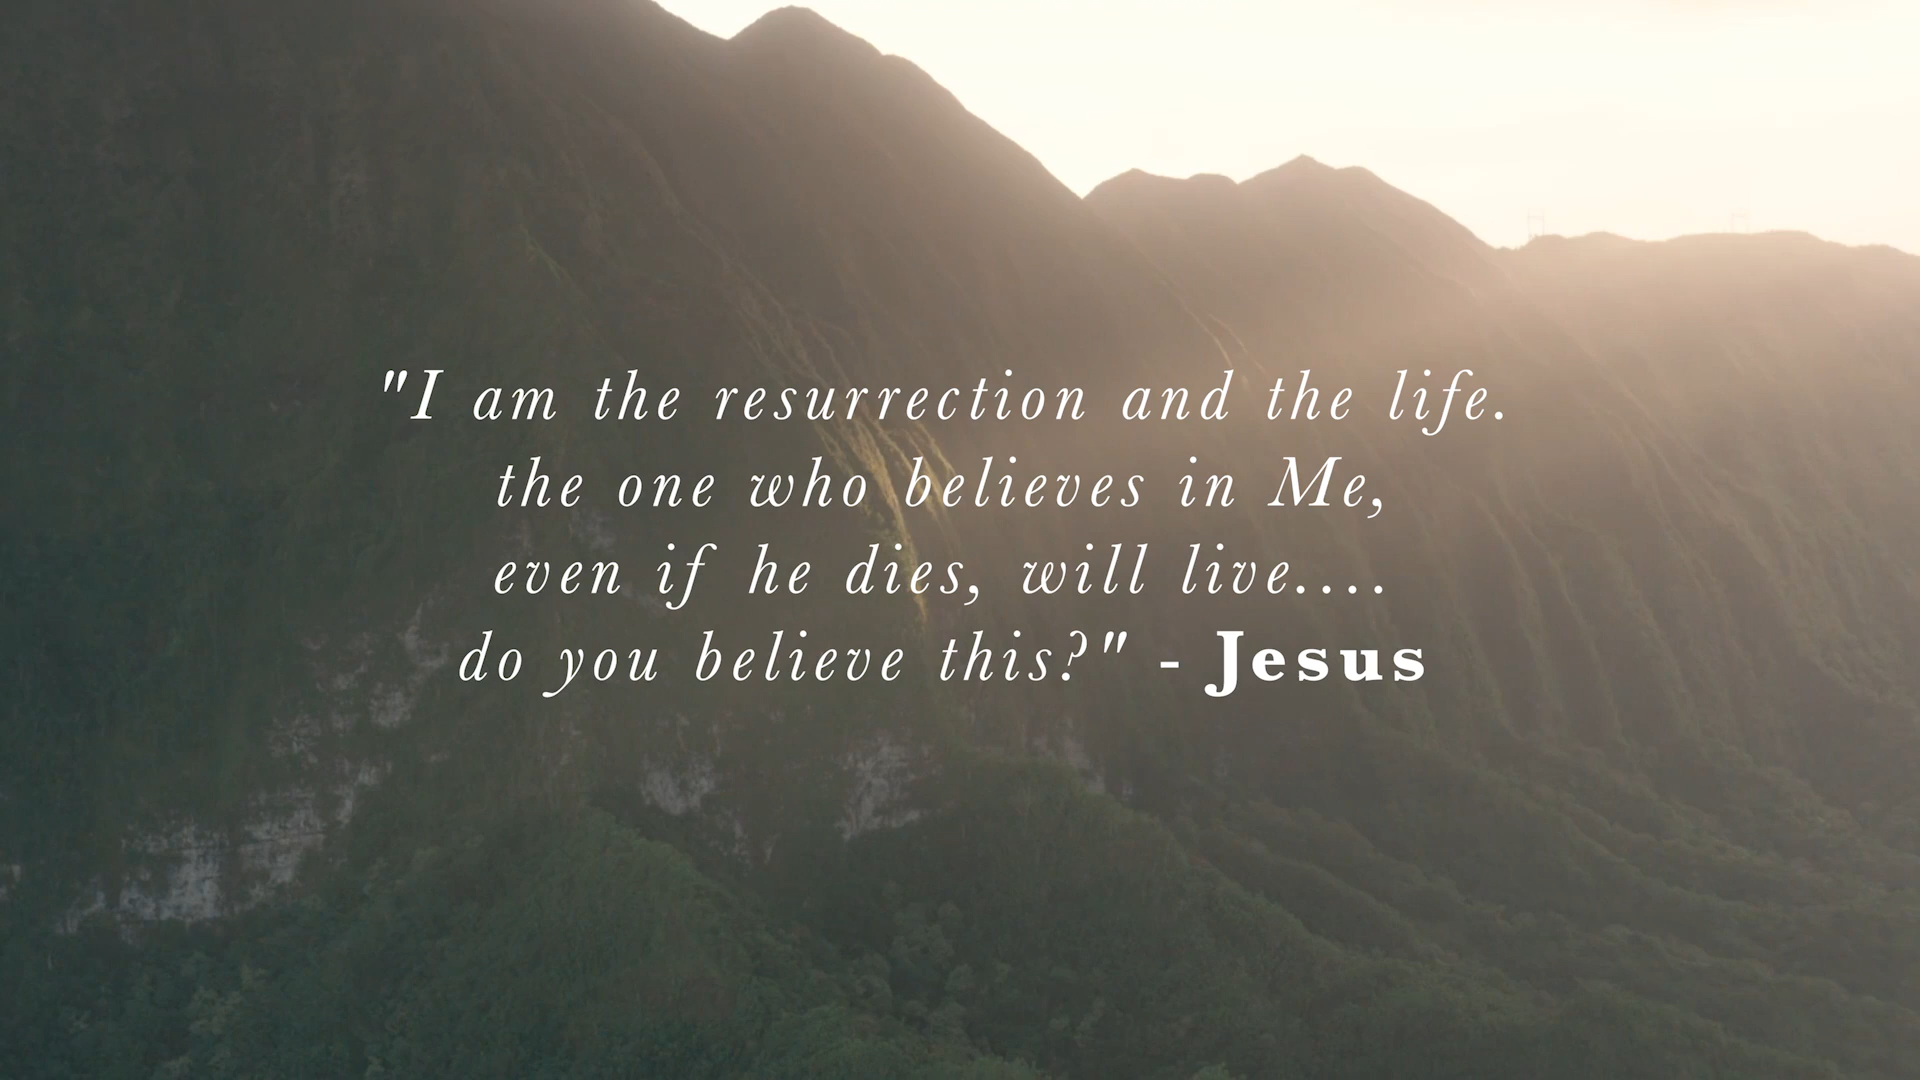 "I am the resurrection and the life.
the one who believes in Me,
even if he dies, will live....
do you believe this?" - Jesus